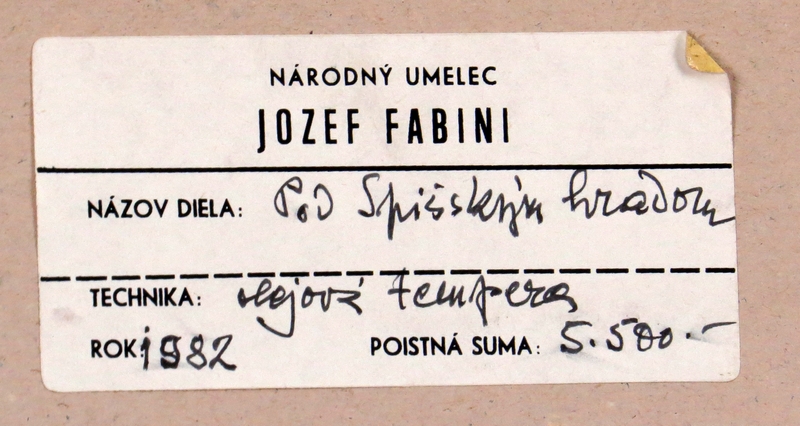 NÁRODNÝ UMELEC
JOZEF FABINI
NÁZOV DIELA: Pod Spišským hradom
TECHNIKA: olejová tempera
ROK: 1982 POISTNÁ SUMA: 5.500.-